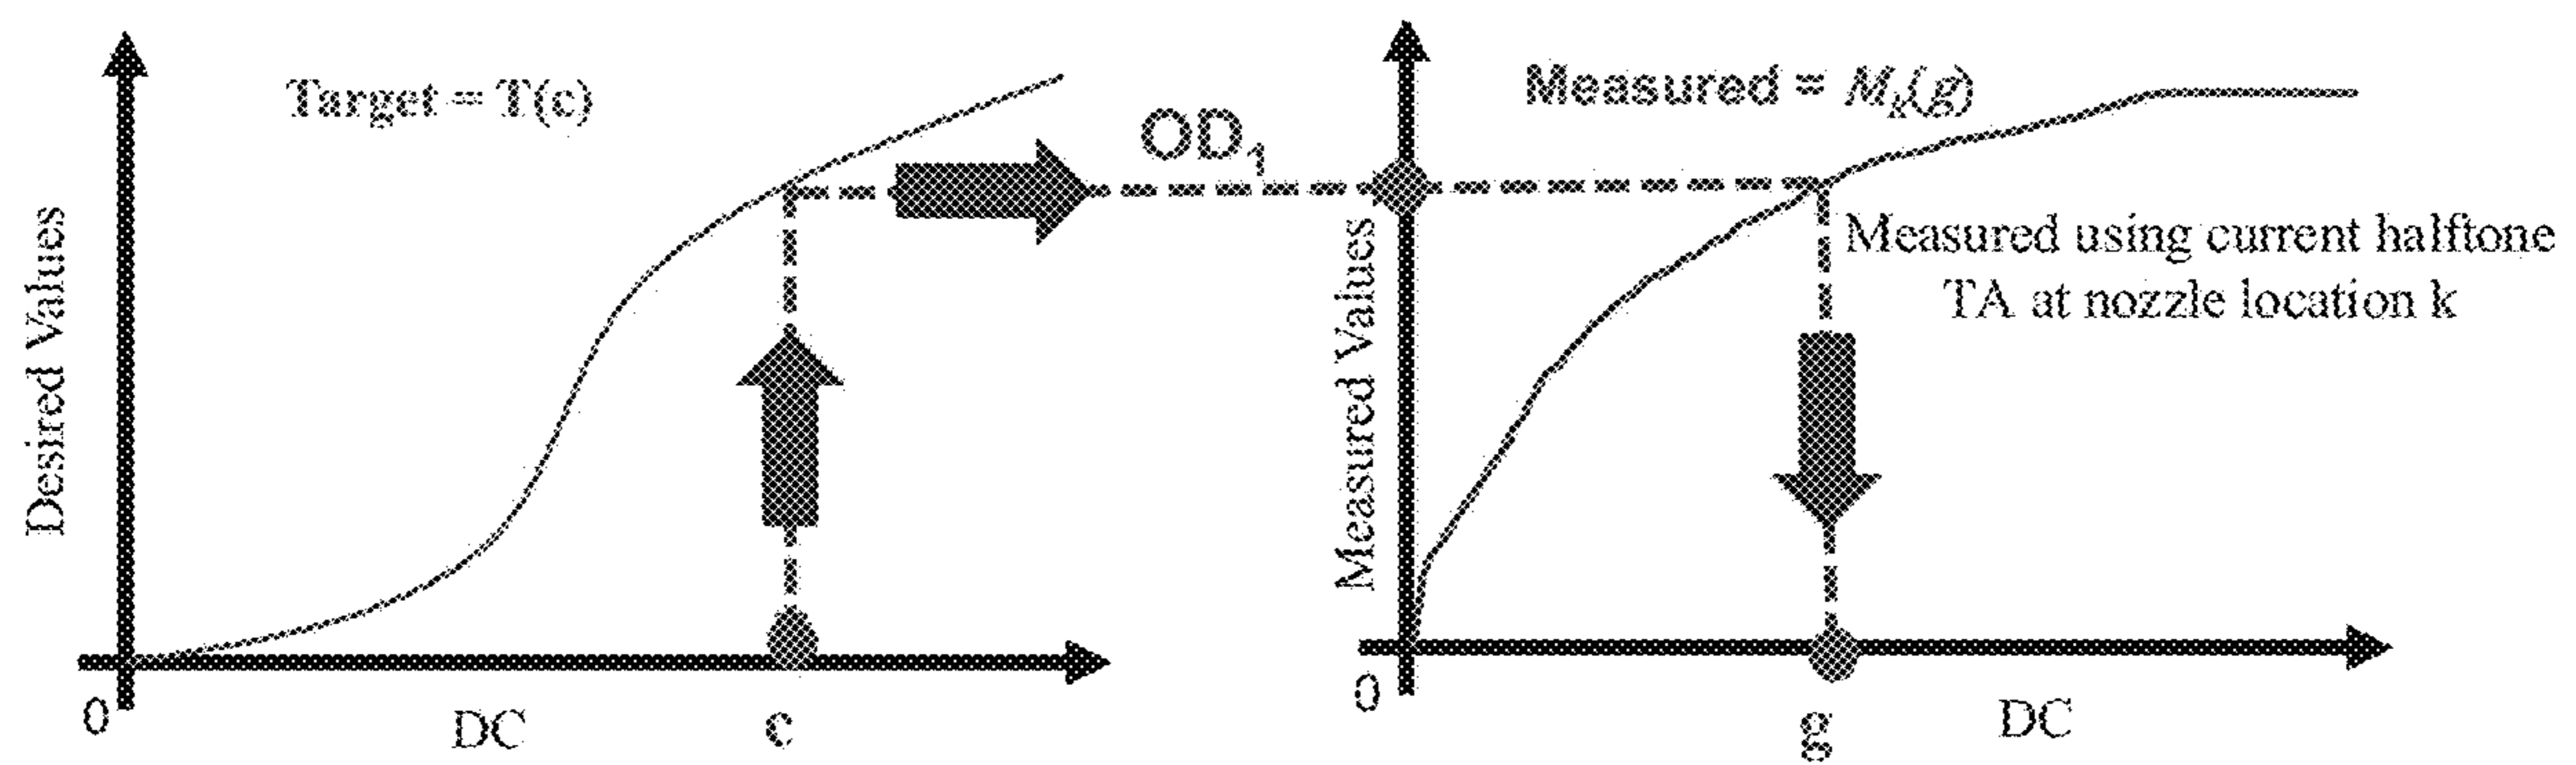 Target = T(c)
Desired Values
0
DC
c
OD1
Measured = Mk(g)
Measured Values
Measured using current halftone
TA at nozzle location k
0
g
DC